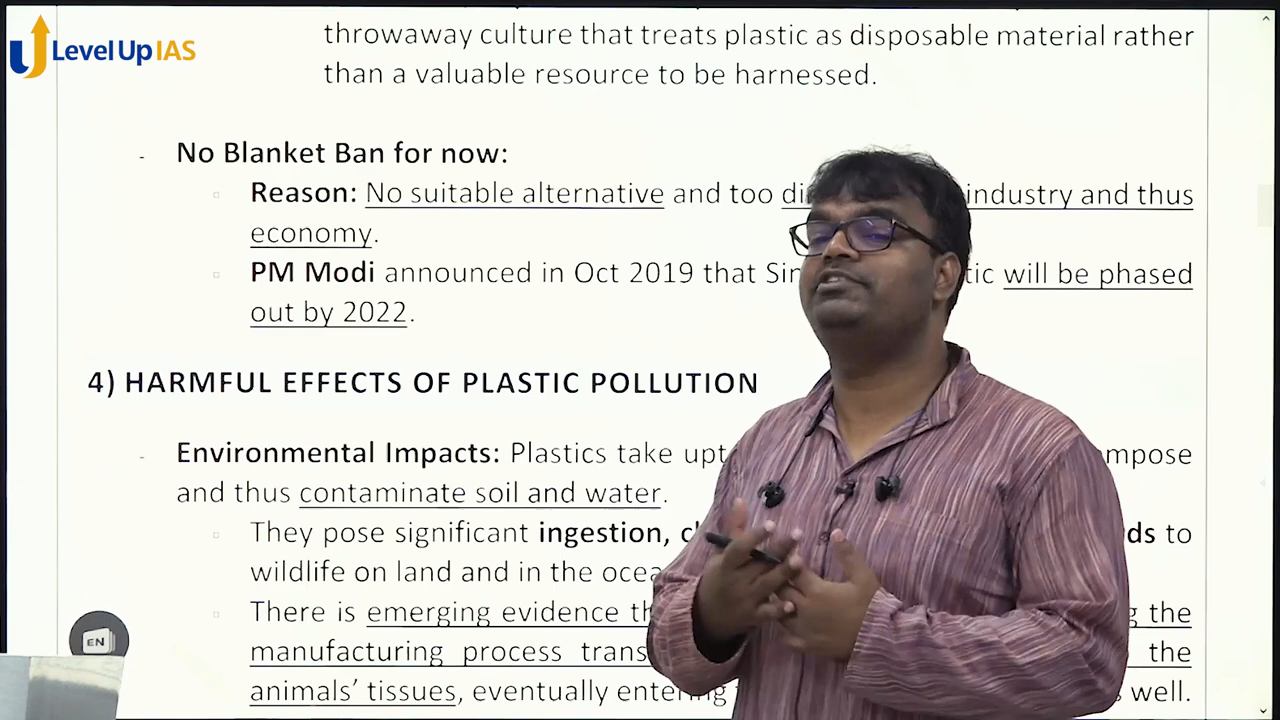 Level Up IAS
throwaway culture that treats plastic as disposable material rather
than a valuable resource to be harnessed.
- No Blanket Ban for now:
Reason: No suitable alternative and too industry and thus
economy.
PM Modi announced in Oct 2019 that will be phased
out by 2022.
4) HARMFUL EFFECTS OF PLASTIC POLLUTION
- Environmental Impacts: Plastics take
and thus contaminate soil and water.
They pose significant ingestion, to
wildlife on land and in the
There is emerging evidence the
manufacturing process the
animals' tissues, eventually well.
EN